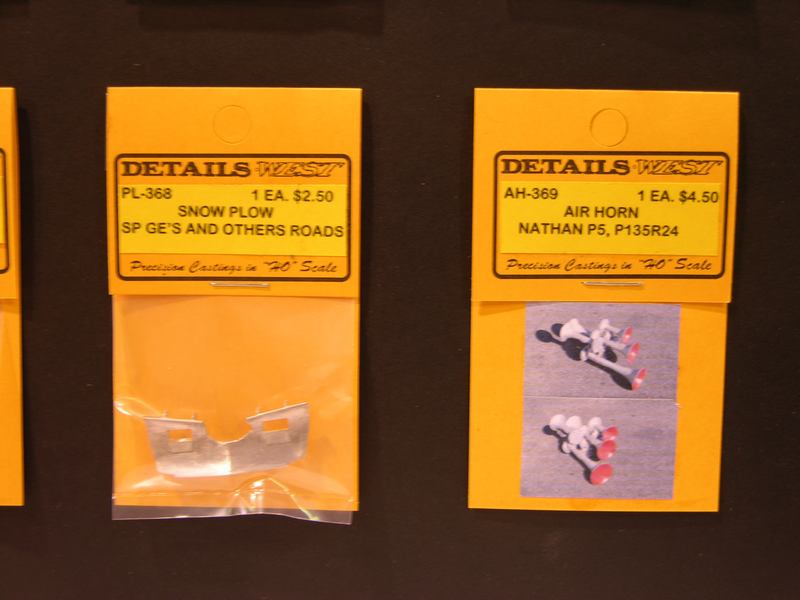 DETAILS WEST
PL-368 1 EA. $2.50
SNOW PLOW
SP GE'S AND OTHERS ROADS
Precision Castings in "HO" Scale
DETAILS WEST
AH-369 1 EA. $4.50
AIR HORN
NATHAN P5, P135R24
Precision Castings in "HO" Scale